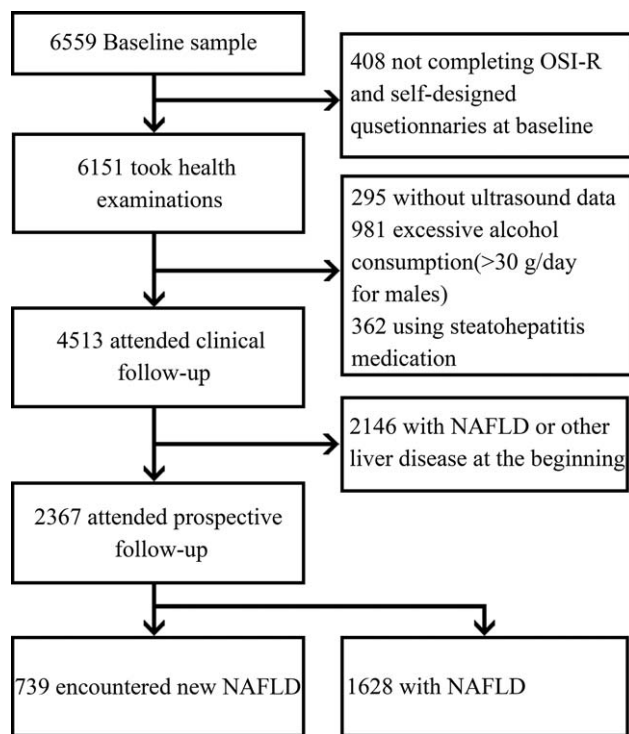 6559 Baseline sample
408 not completing OSI-R
and self-designed
qusetionnaries at baseline
6151 took health
examinations
295 without ultrasound data
981 excessive alcohol
consumption(>30 g/day
for males)
362 using steatohepatitis
medication
4513 attended clinical
follow-up
2146 with NAFLD or other
liver disease at the beginning
2367 attended prospective
follow-up
739 encountered new NAFLD
1628 with NAFLD